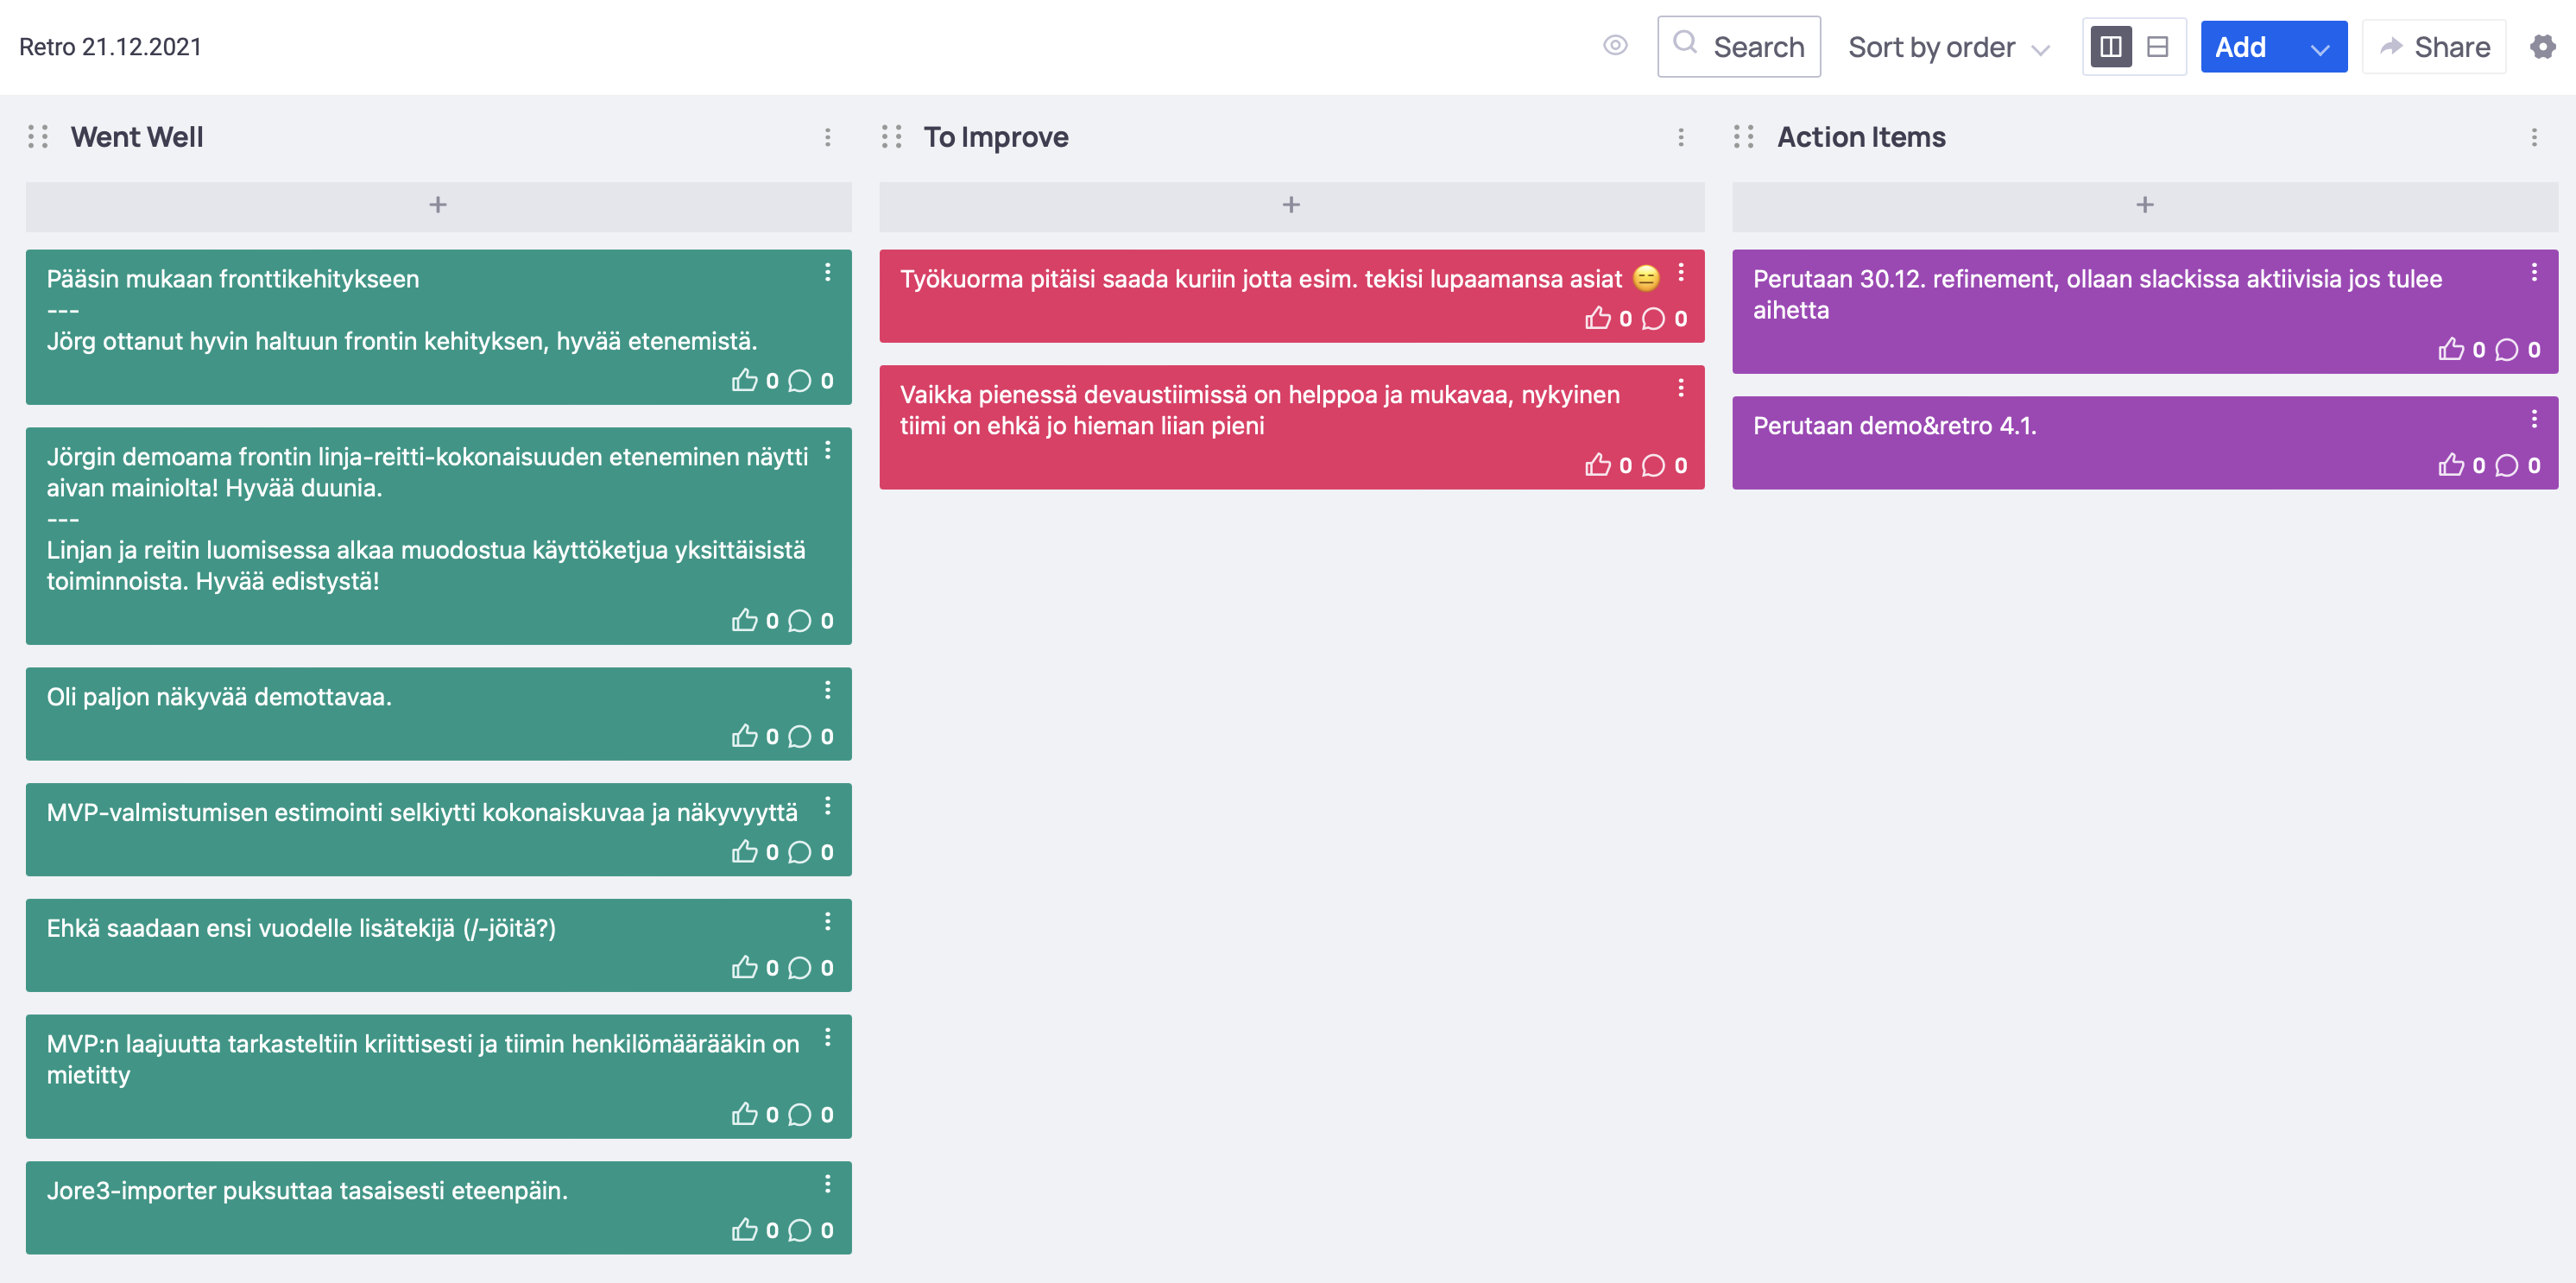 Retro 21.12.2021
Search
Sort by order
Add
Share
Went Well
+
Pääsin mukaan fronttikehitykseen
---
Jörg ottanut hyvin haltuun frontin kehityksen, hyvää etenemistä.
0 0
Jörgin demoama frontin linja-reitti-kokonaisuuden eteneminen näytti
aivan mainiolta! Hyvää duunia.
---
Linjan ja reitin luomisessa alkaa muodostua käyttöketjua yksittäisistä
toiminnoista. Hyvää edistystä!
0 0
Oli paljon näkyvää demottavaa.
0 0
MVP-valmistumisen estimointi selkiytti kokonaiskuvaa ja näkyvyyttä
0 0
Ehkä saadaan ensi vuodelle lisätekijä (/-jöitä?)
0 0
MVP:n laajuutta tarkasteltiin kriittisesti ja tiimin henkilömäärääkin on
mietitty
0 0
Jore3-importer puksuttaa tasaisesti eteenpäin.
0 0
To Improve
+
Työkuorma pitäisi saada kuriin jotta esim. tekisi lupaamansa asiat 😑
0 0
Vaikka pienessä devaustiimissä on helppoa ja mukavaa, nykyinen
tiimi on ehkä jo hieman liian pieni
0 0
Action Items
+
Perutaan 30.12. refinement, ollaan slackissa aktiivisia jos tulee
aihetta
0 0
Perutaan demo&retro 4.1.
0 0